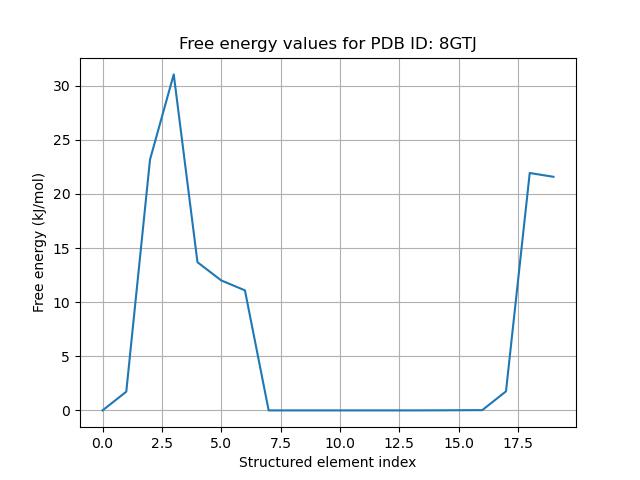 Free energy values for PDB ID: 8GTJ
30
25
20
15
10
5
0
Free energy (kJ/mol)
0.0 2.5 5.0 7.5 10.0 12.5 15.0 17.5
Structured element index